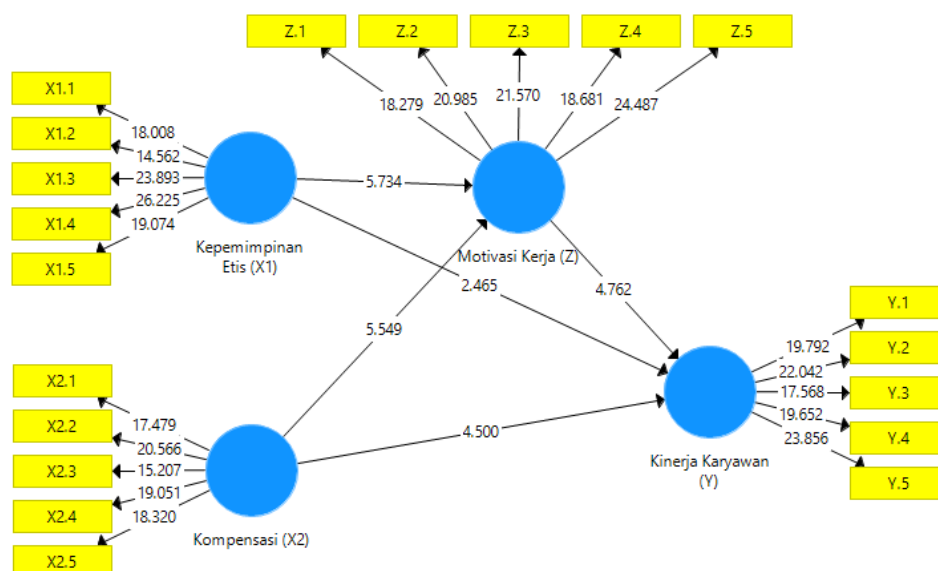 Z.1
Z.2
Z.3
Z.4
Z.5
18.279
20.985
21.570
18.681
24.487
X1.1
X1.2
X1.3
X1.4
X1.5
18.008
14.562
23.893
26.225
19.074
Kepemimpinan
Etis (X1)
5.734
Motivasi Kerja (Z)
2.465
4.762
5.549
4.500
X2.1
X2.2
X2.3
X2.4
X2.5
17.479
20.566
15.207
19.051
18.320
Kompensasi (X2)
Kinerja Karyawan
(Y)
19.792
22.042
17.568
19.652
23.856
Y.1
Y.2
Y.3
Y.4
Y.5